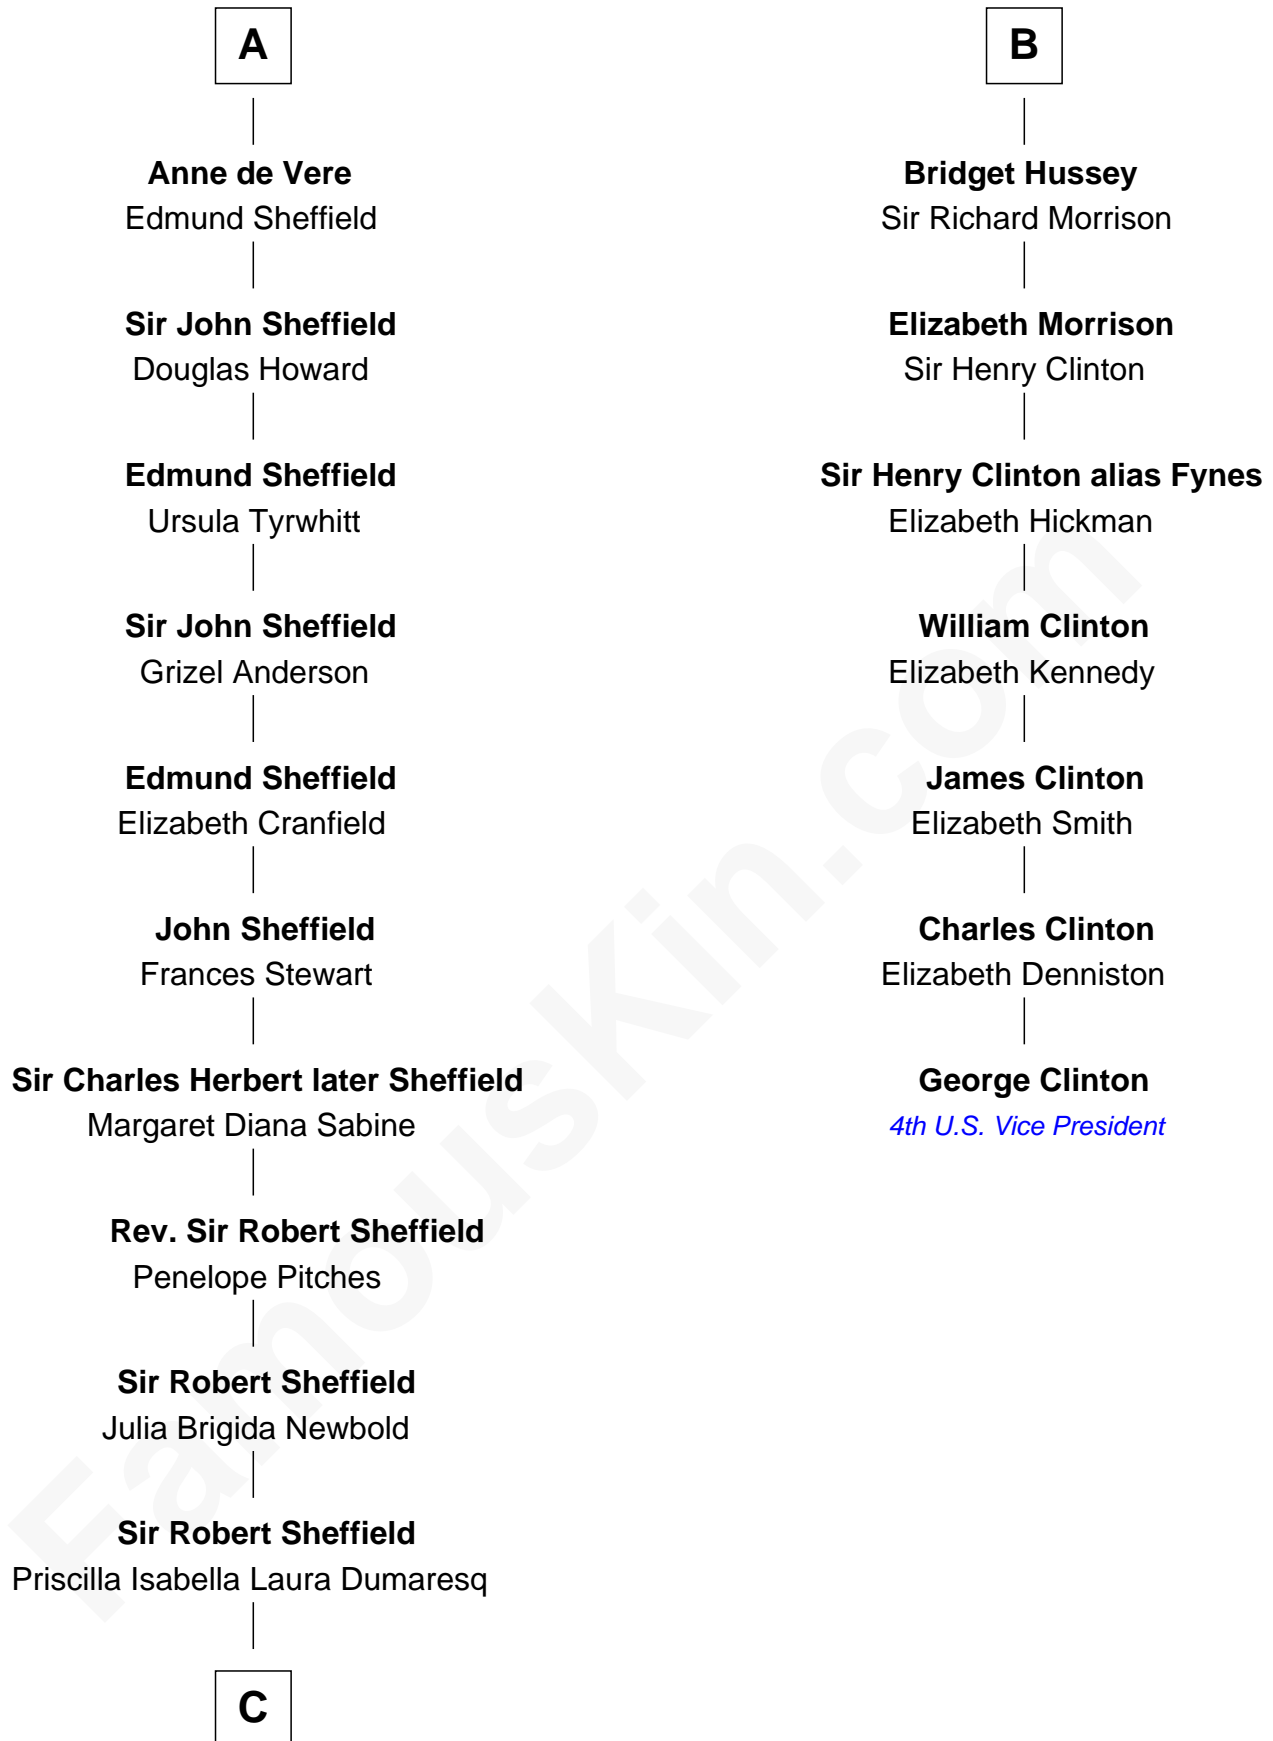 A
Anne de Vere
Edmund Sheffield
Sir John Sheffield
Douglas Howard
Edmund Sheffield
Ursula Tyrwhitt
Sir John Sheffield
Grizel Anderson
Edmund Sheffield
Elizabeth Cranfield
John Sheffield
Frances Stewart
Sir Charles Herbert later Sheffield
Margaret Diana Sabine
Rev. Sir Robert Sheffield
Penelope Pitches
Sir Robert Sheffield
Julia Brigida Newbold
Sir Robert Sheffield
Priscilla Isabella Laura Dumaresq
C
B
Bridget Hussey
Sir Richard Morrison
Elizabeth Morrison
Sir Henry Clinton
Sir Henry Clinton alias Fynes
Elizabeth Hickman
William Clinton
Elizabeth Kennedy
James Clinton
Elizabeth Smith
Charles Clinton
Elizabeth Denniston
George Clinton
4th U.S. Vice President
FamousKin.com